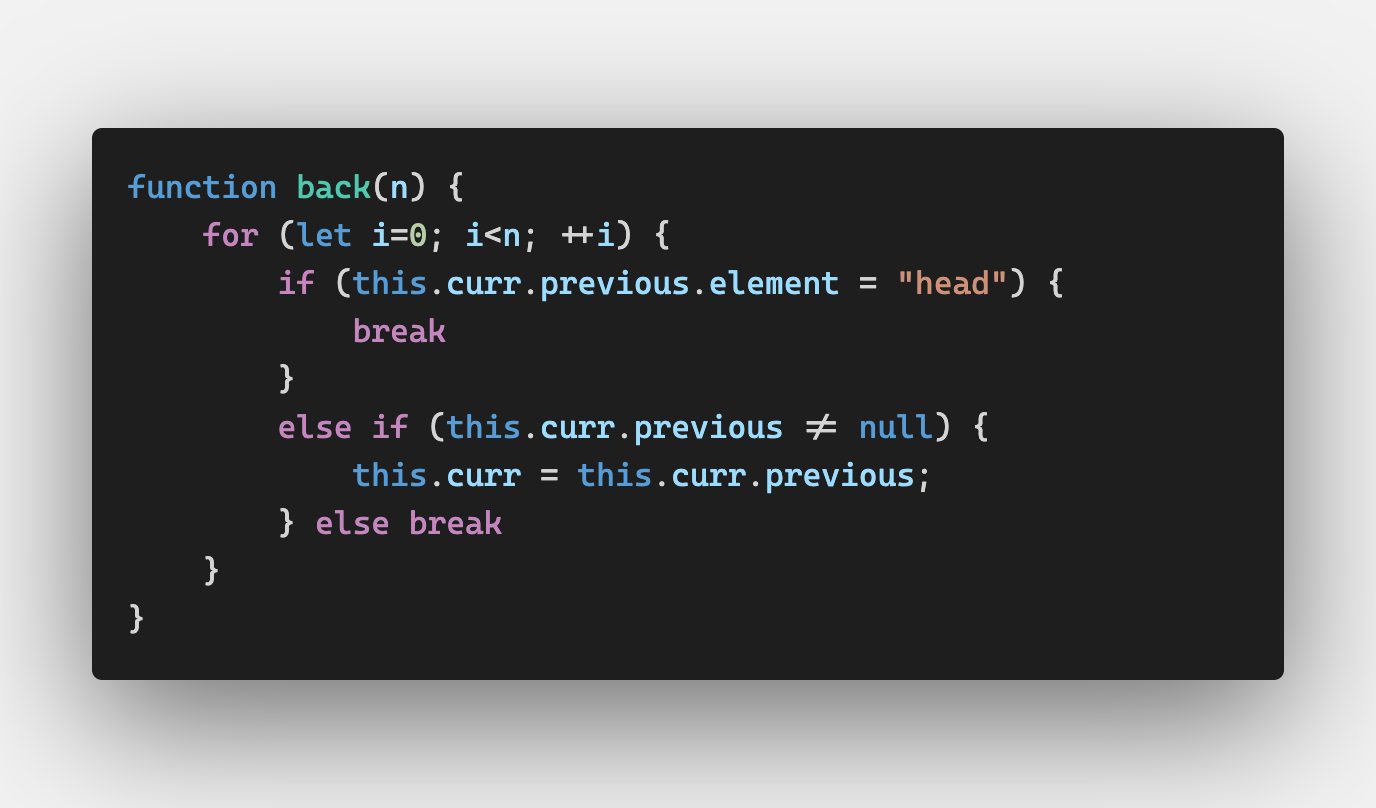 function back(n) {
    for (let i=0; i<n; ++i) {
        if (this.curr.previous.element = "head") {
            break
        }
        else if (this.curr.previous != null) {
            this.curr = this.curr.previous;
        } else break
    }
}